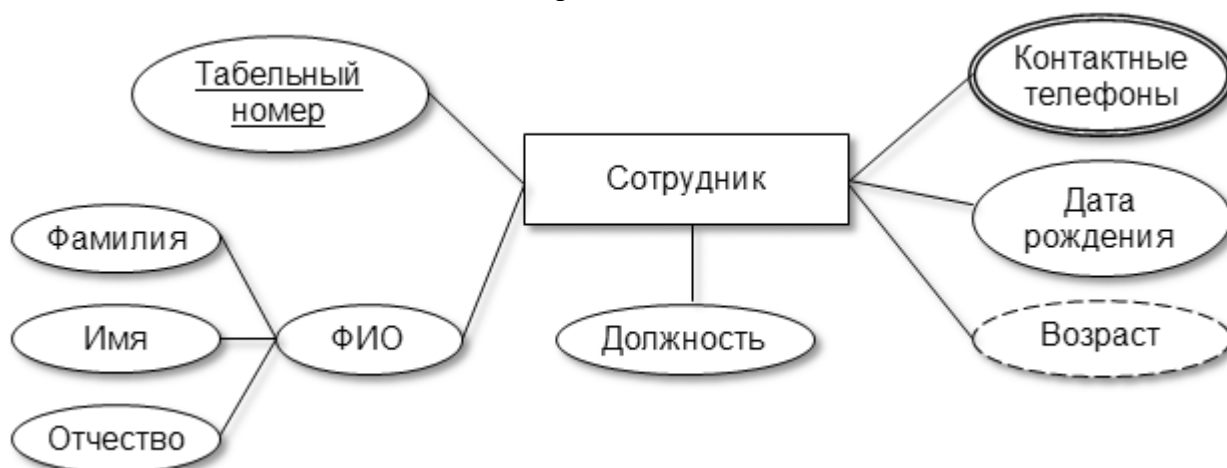 Табельный
номер
Контактные
телефоны
Сотрудник
Дата
рождения
Фамилия
Имя
ФИО
Должность
Возраст
Отчество